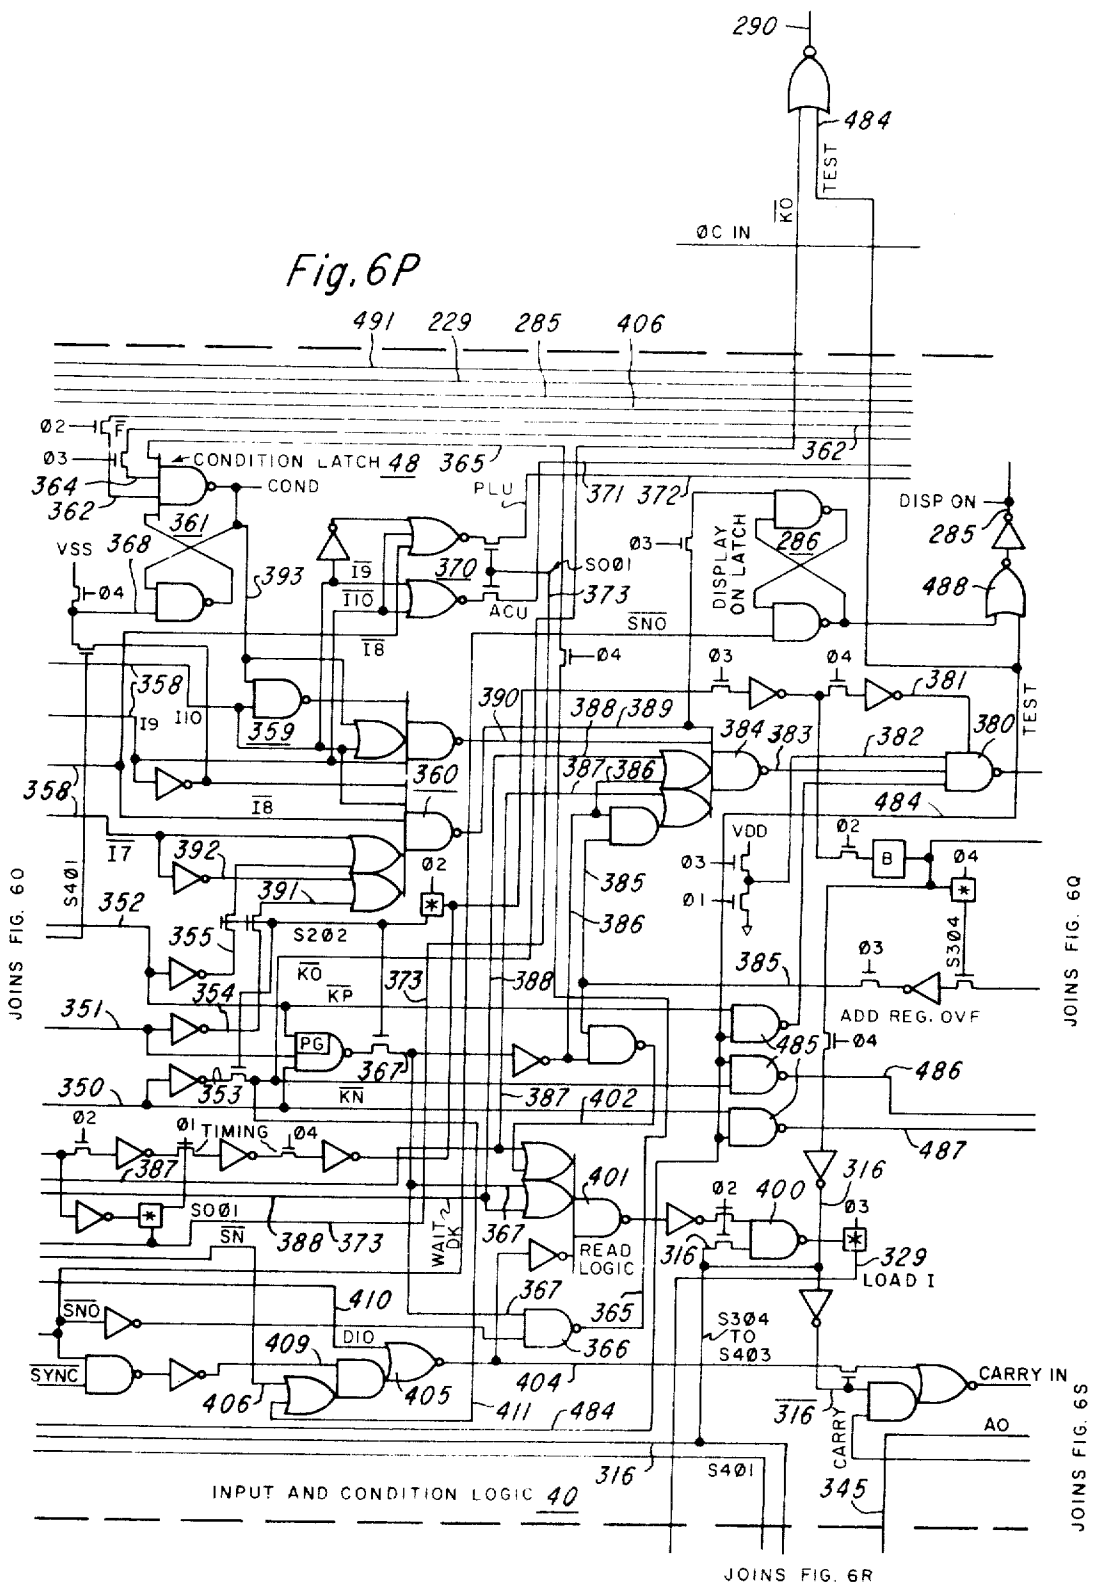 290
484
TEST
K0
ØC IN
Fig. 6P
491
229
285
406
Ø2
F
Ø3
364
362
CONDITION LATCH 48
365
362
COND
PLU
371
372
DISP ON
285
361
VSS
368
Ø4
393
I9
370
I10
ACU
SO01
373
Ø3
DISPLAY ON LATCH
286
488
SNO
I8
Ø4
358
I9
I10
359
360
390
388
389
Ø3
Ø4
381
384
383
382
380
TEST
387
386
358
I8
484
I7
392
391
Ø2
VDD
Ø3
Ø1
Ø2
B
Ø4
S401
352
355
S202
385
386
S304
JOINS FIG. 6O
JOINS FIG. 6Q
K0
KP
373
388
385
Ø3
ADD REG. OVF
354
351
PG
367
485
Ø4
350
353
KN
387
402
486
487
Ø2
Ø1
TIMING
Ø4
387
401
316
SO01
388
373
WAIT DK
367
Ø2
400
Ø3
SN
READ LOGIC
316
329
LOAD I
410
367
365
SNO
DIO
366
S304 TO S403
409
SYNC
406
405
404
411
484
CARRY IN
316
CARRY
AO
316
S401
345
INPUT AND CONDITION LOGIC 40
JOINS FIG. 6S
JOINS FIG. 6R